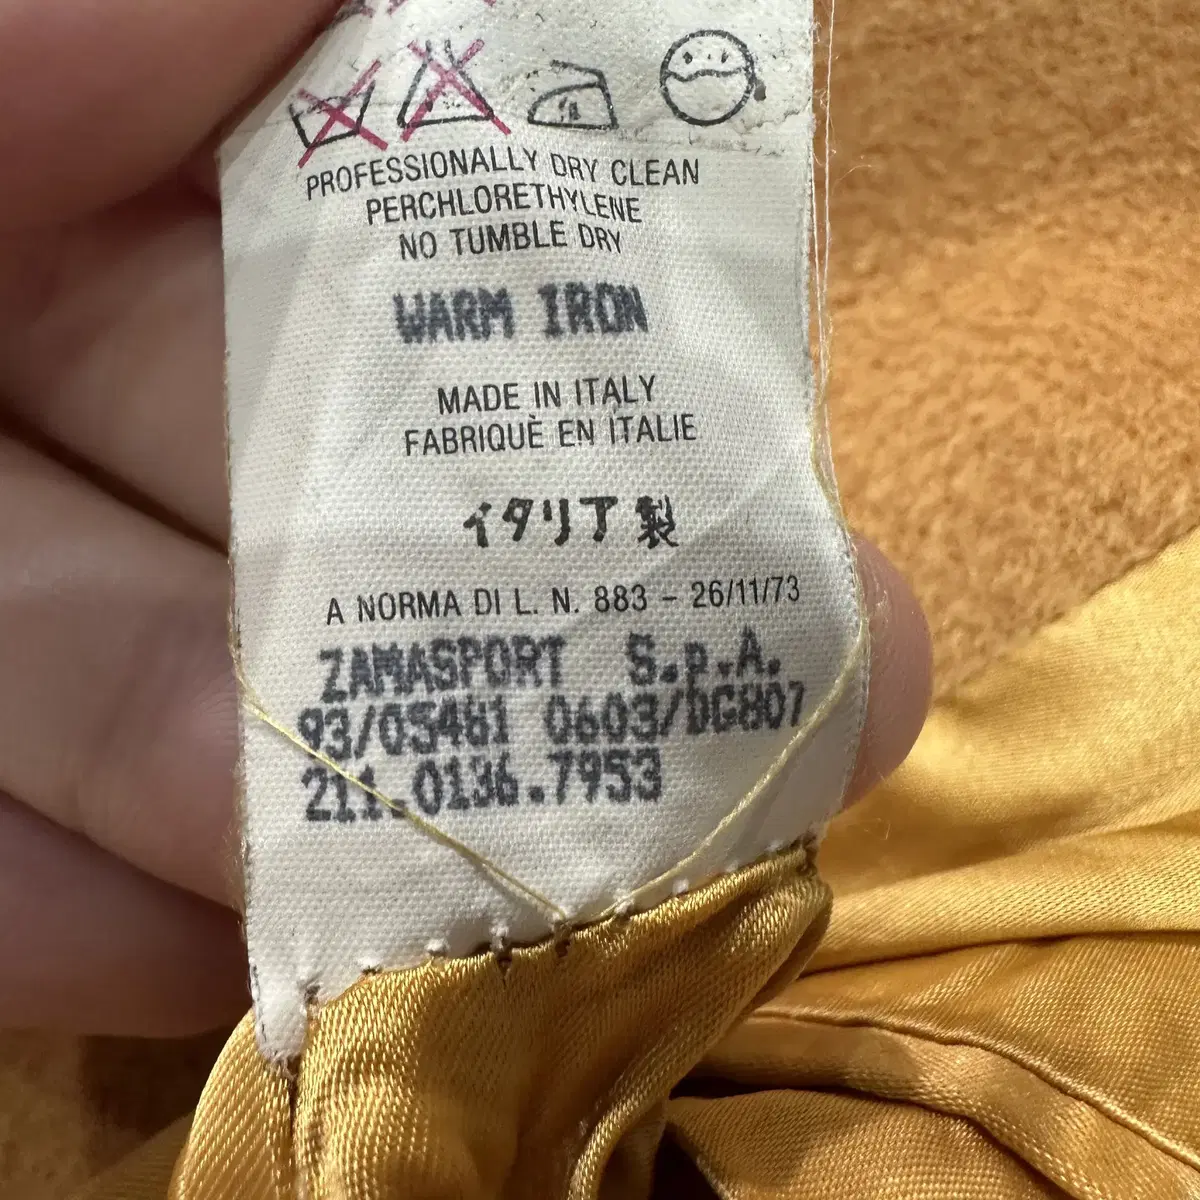 PROFESSIONALLY DRY CLEAN
PERCHLORETHYLENE
NO TUMBLE DRY
WARM IRON
MADE IN ITALY
FABRIQUÈ EN ITALIE
イタリア製
A NORMA DI L. N. 883 - 26/11/73
ZAMASPORT S.p.A.
93/05461 0603/DG807
211.0136.7953